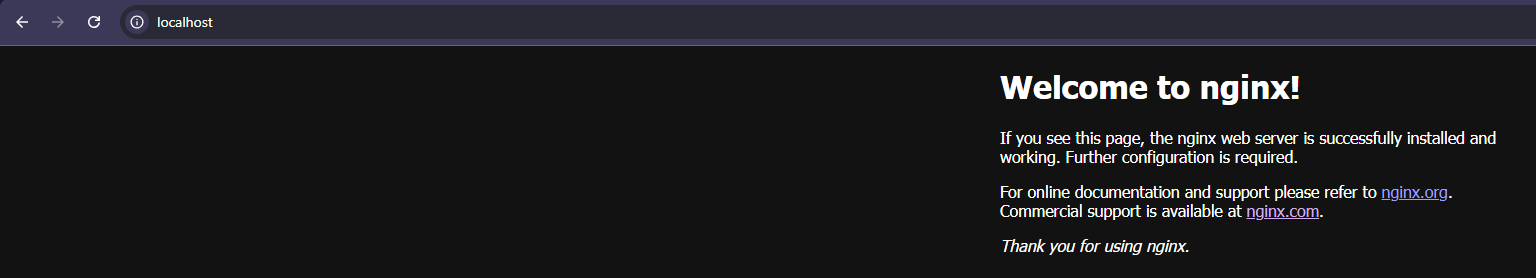 localhost
Welcome to nginx!
If you see this page, the nginx web server is successfully installed and
working. Further configuration is required.
For online documentation and support please refer to nginx.org.
Commercial support is available at nginx.com.
Thank you for using nginx.